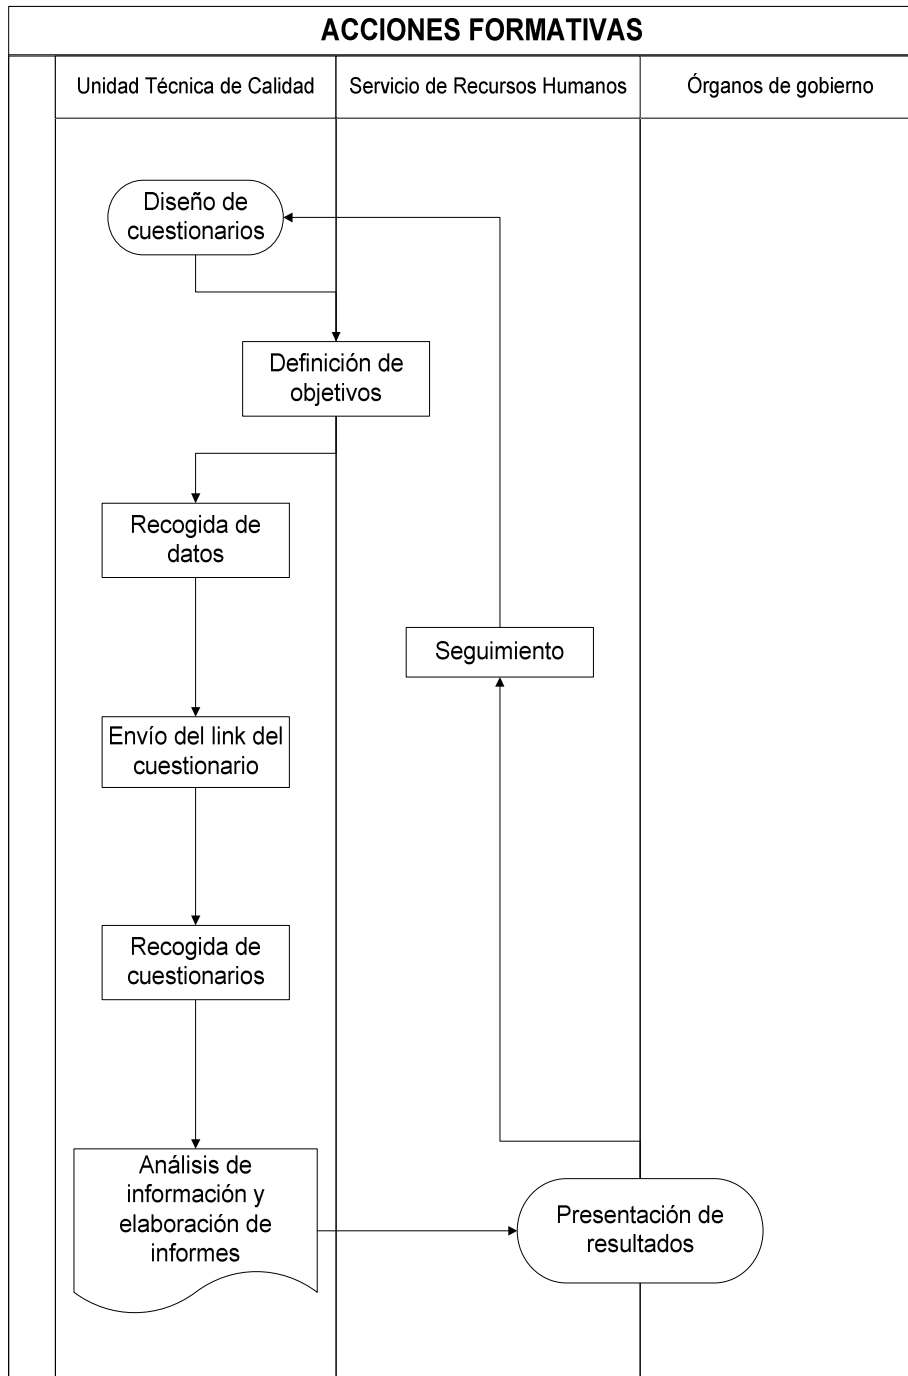 ACCIONES FORMATIVAS
Unidad Técnica de Calidad
Servicio de Recursos Humanos
Órganos de gobierno
Diseño de
cuestionarios
Definición de
objetivos
Recogida de
datos
Seguimiento
Envío del link del
cuestionario
Recogida de
cuestionarios
Análisis de
información y
elaboración de
informes
Presentación de
resultados